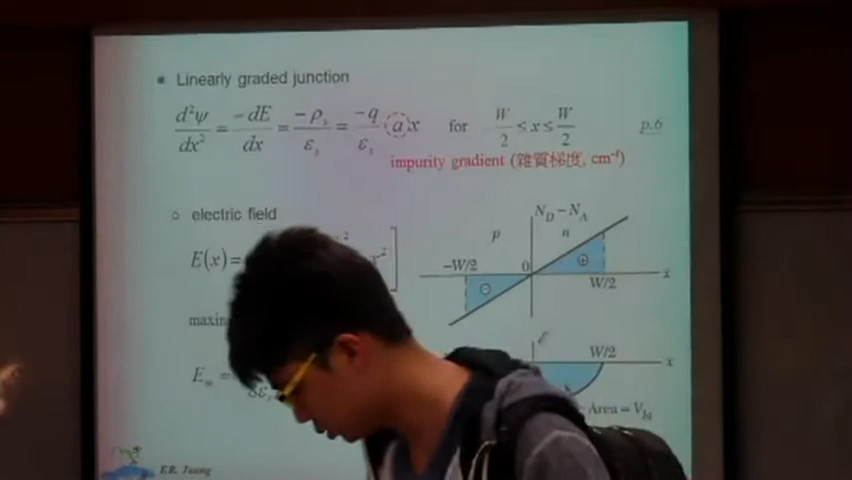 Linearly graded junction
d²ψ/dx² = -dE/dx = -ρs/εs = -q/εs a x for -W/2 ≤ x ≤ W/2 p.6
impurity gradient (雜質梯度, cm⁻⁴)
electric field
N_D − N_A
p n
E(x)=
−W/2 0 x
W/2
ℰ
W/2 x
E_m =
8ε
Area = V_bi
E.R. Juang